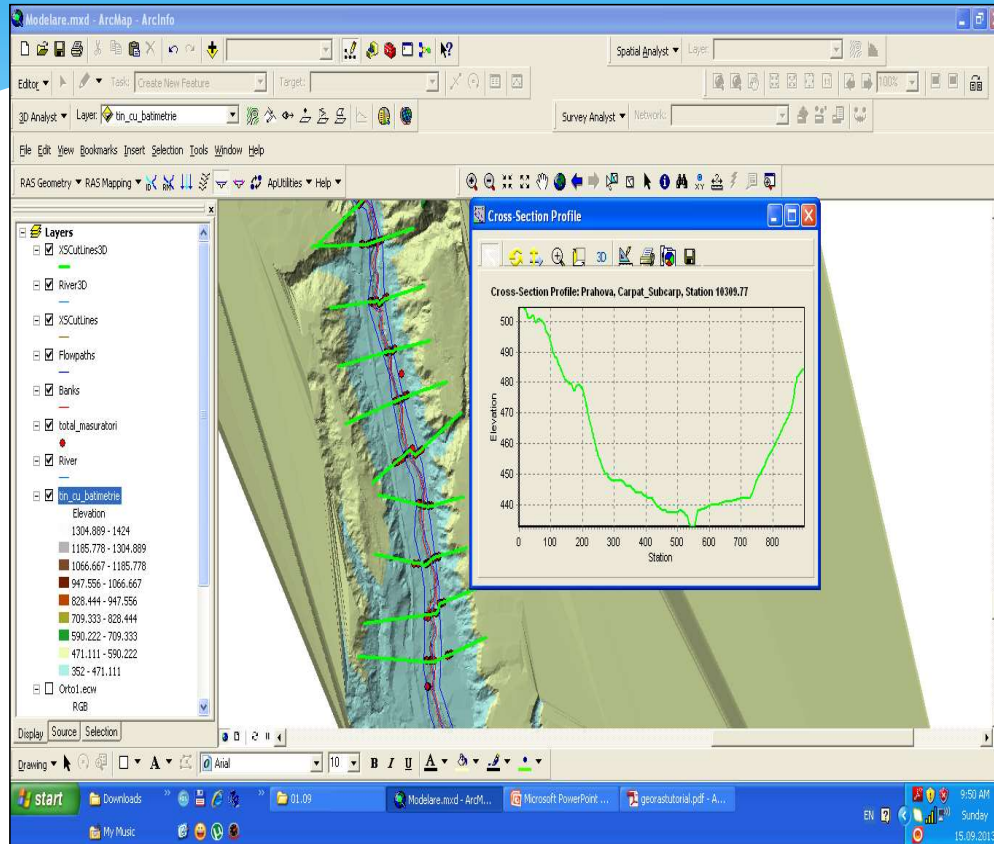 Modelare.mxd - ArcMap - ArcInfo
Spatial Analyst Layer:
Editor Task: Create New Feature Target: 100%
3D Analyst Layer: tin_cu_batimetrie Survey Analyst Network:
File Edit View Bookmarks Insert Selection Tools Window Help
RAS Geometry RAS Mapping ApUtilities Help
Layers
XSCutLines3D
River3D
XSCutLines
Flowpaths
Banks
total_masuratori
River
tin_cu_batimetrie
Elevation
1304.889 - 1424
1185.778 - 1304.889
1066.667 - 1185.778
947.556 - 1066.667
828.444 - 947.556
709.333 - 828.444
590.222 - 709.333
471.111 - 590.222
352 - 471.111
Orto1.ecw
RGB
Display Source Selection
Cross-Section Profile
3D
Cross-Section Profile: Prahova, Carpat_Subcarp, Station 10309.77
Elevation
500
490
480
470
460
450
440
0 100 200 300 400 500 600 700 800
Station
Drawing A Arial 10 B I U A
start Downloads 01.09 Modelare.mxd - ArcM... Microsoft PowerPoint ... georastutorial.pdf - A... 9:50 AM
My Music EN Sunday
15.09.2013